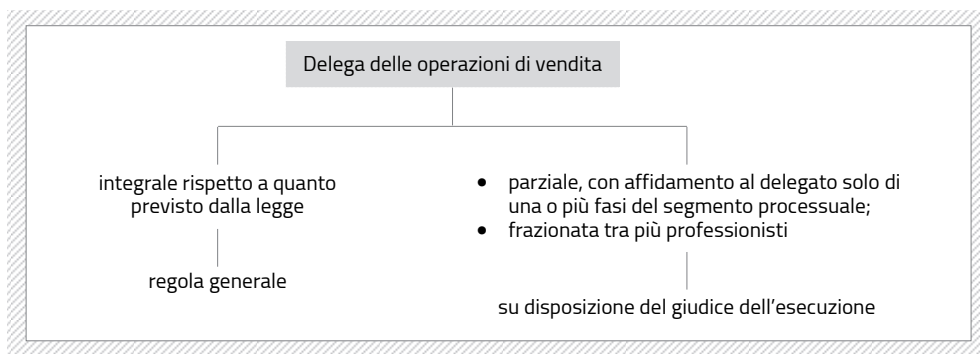 Delega delle operazioni di vendita
integrale rispetto a quanto
previsto dalla legge
regola generale
• parziale, con affidamento al delegato solo di
una o più fasi del segmento processuale;
• frazionata tra più professionisti
su disposizione del giudice dell’esecuzione